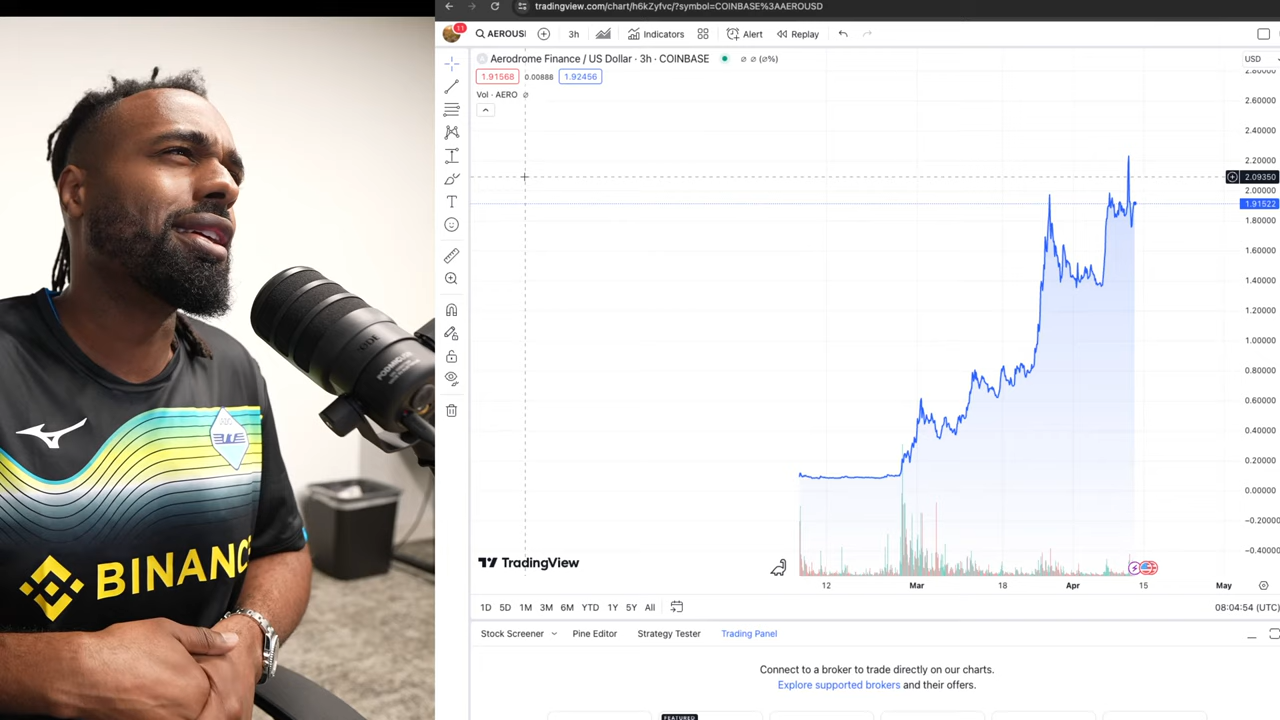 tradingview.com/chart/h6kZyfvc/?symbol=COINBASE%3AAEROUSD
11
AEROUS
3h
Indicators
Alert
Replay
Aerodrome Finance / US Dollar · 3h · COINBASE
∅ ∅ (∅%)
USD
1.91568
0.00888
1.92456
Vol · AERO ∅
2.80000
2.60000
2.40000
2.20000
2.09350
2.00000
1.91522
1.80000
1.60000
1.40000
1.20000
1.00000
0.80000
0.60000
0.40000
0.20000
0.00000
−0.20000
−0.40000
TradingView
12
Mar
18
Apr
15
May
1D
5D
1M
3M
6M
YTD
1Y
5Y
All
08:04:54 (UTC)
Stock Screener
Pine Editor
Strategy Tester
Trading Panel
Connect to a broker to trade directly on our charts.
Explore supported brokers and their offers.
FEATURED
BINANC